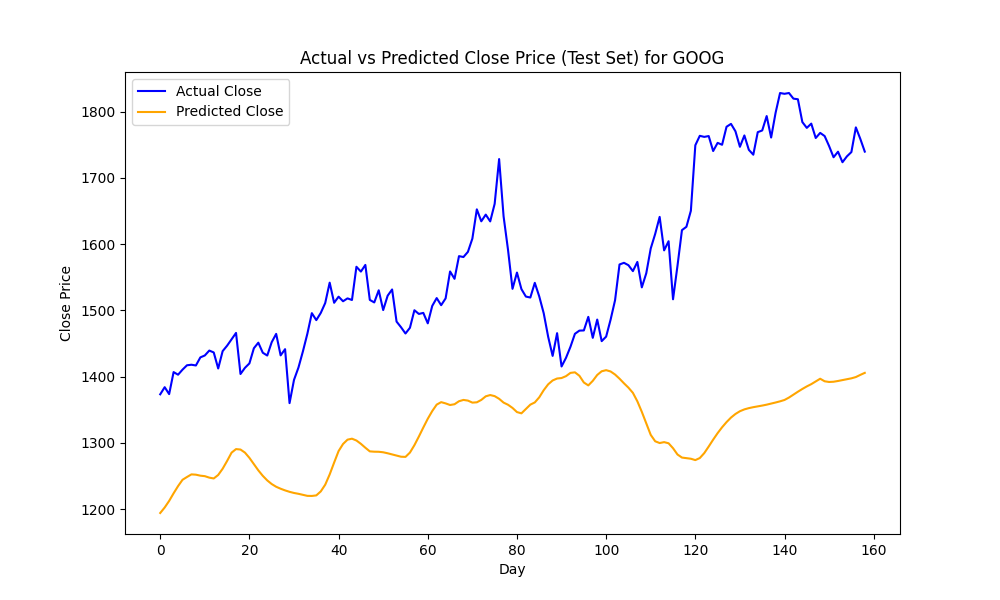 Actual vs Predicted Close Price (Test Set) for GOOG
Actual Close
Predicted Close
1800
1700
1600
1500
1400
1300
1200
Close Price
0 20 40 60 80 100 120 140 160
Day